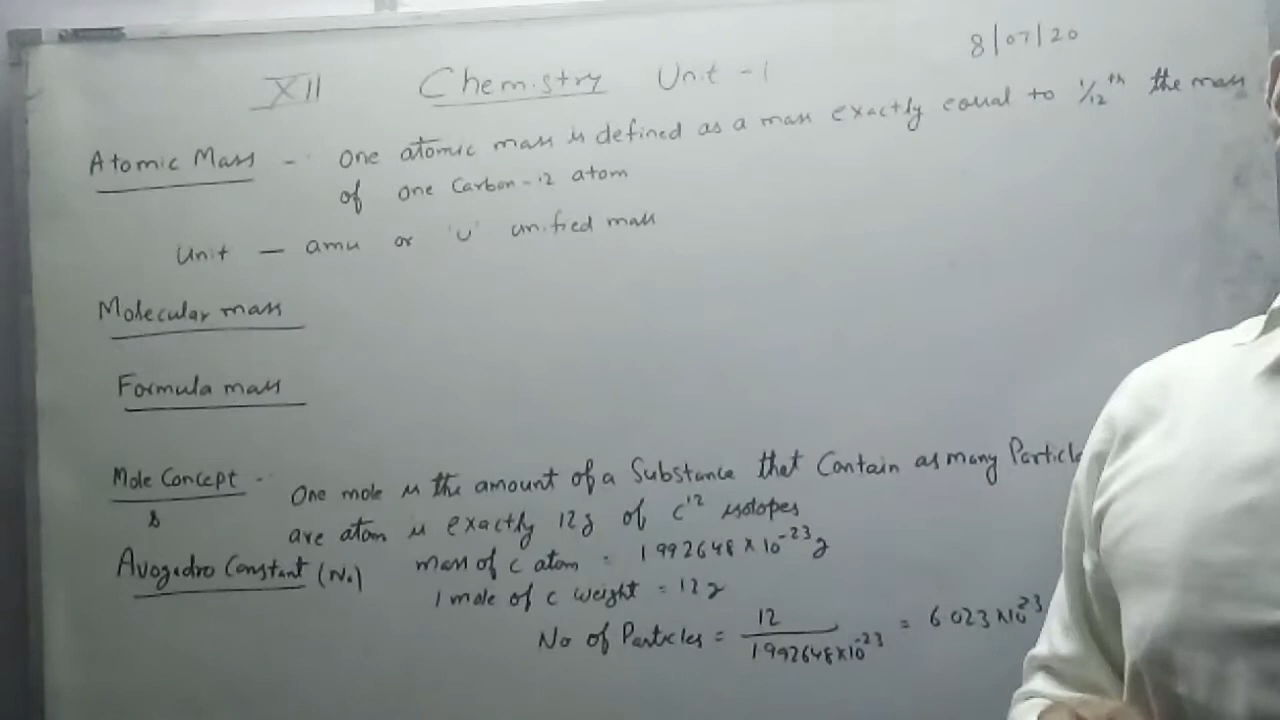 8/07/20
XII Chemistry Unit - 1
Atomic Mass - One atomic mass is defined as a mass exactly equal to 1/12th the mass
of one Carbon-12 atom
Unit — amu or 'u' unified mass
Molecular mass
Formula mass
Mole Concept - One mole is the amount of a Substance that Contain as many Particle
& are atom is exactly 12g of C12 isotopes
Avogadro Constant (No) mass of C atom = 1.992648 × 10-23 g
1 mole of C weight = 12 g
No of Particles = 12 / 1.992648×10-23 = 6.023×1023